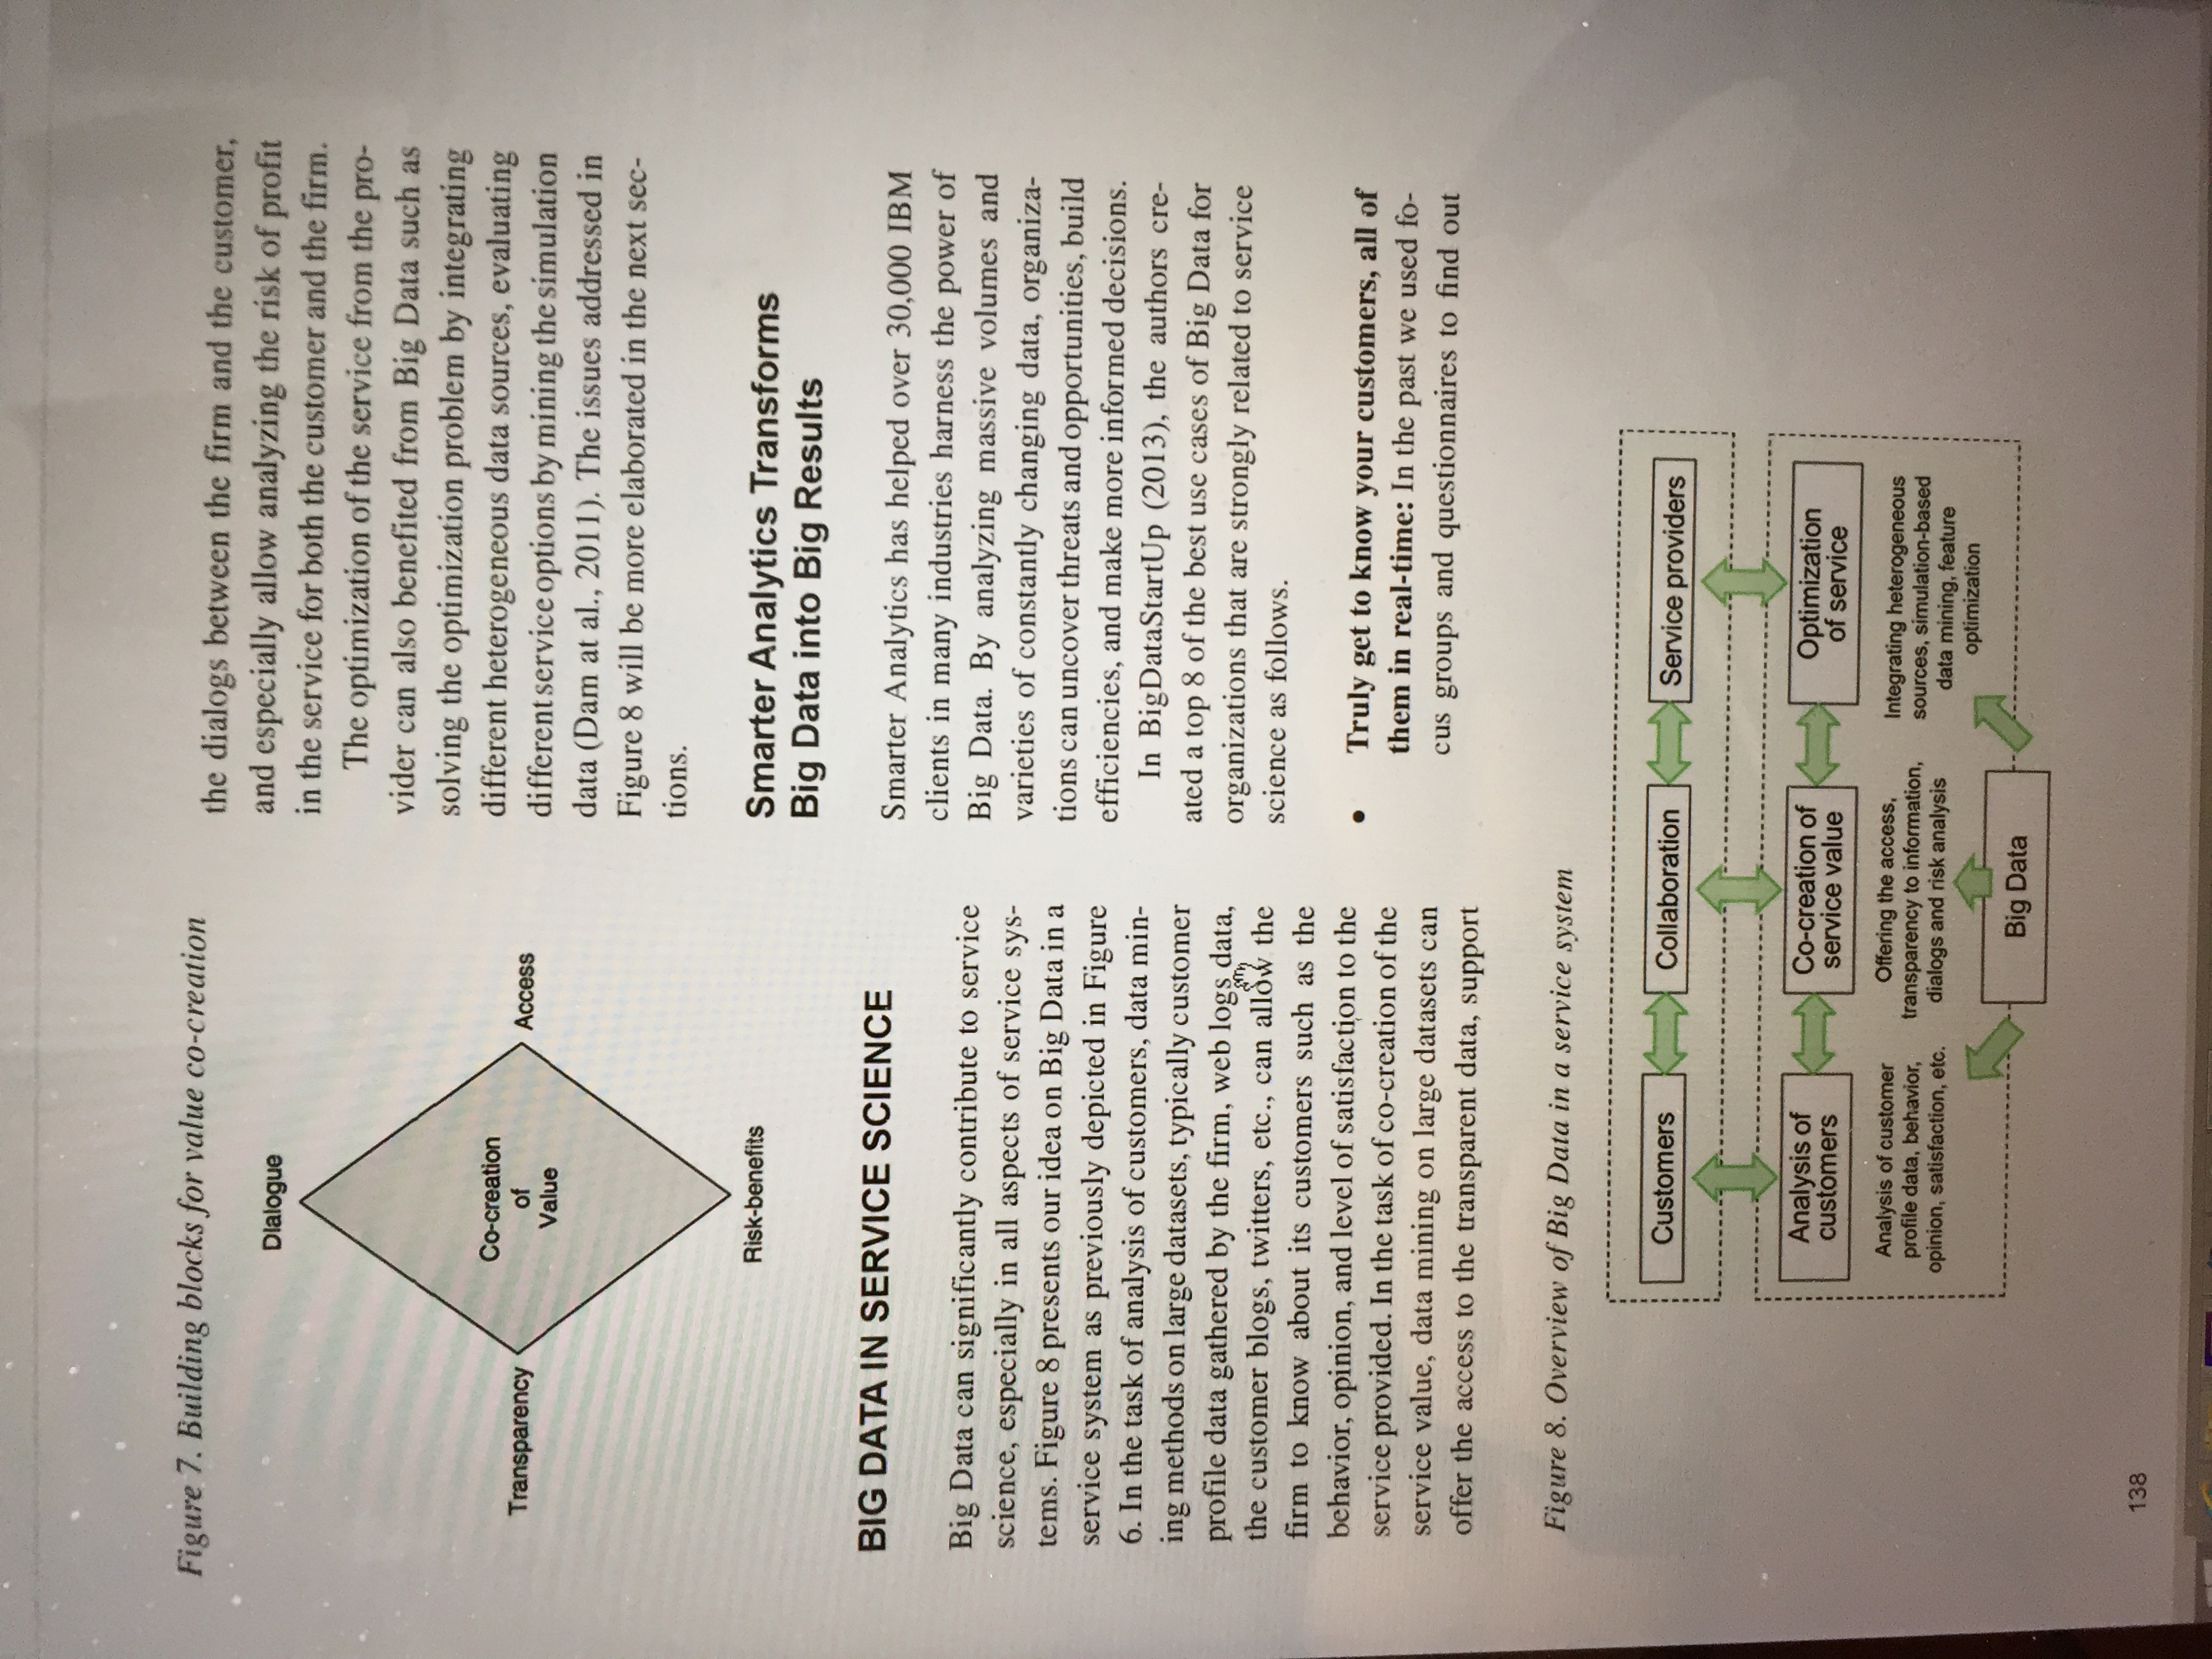 Figure 7. Building blocks for value co-creation
Dialogue
Transparency
Co-creation
of
Value
Access
Risk-benefits
BIG DATA IN SERVICE SCIENCE
Big Data can significantly contribute to service
science, especially in all aspects of service sys-
tems. Figure 8 presents our idea on Big Data in a
service system as previously depicted in Figure
6. In the task of analysis of customers, data min-
ing methods on large datasets, typically customer
profile data gathered by the firm, web logs data,
the customer blogs, twitters, etc., can allow the
firm to know about its customers such as the
behavior, opinion, and level of satisfaction to the
service provided. In the task of co-creation of the
service value, data mining on large datasets can
offer the access to the transparent data, support
the dialogs between the firm and the customer,
and especially allow analyzing the risk of profit
in the service for both the customer and the firm.
The optimization of the service from the pro-
vider can also benefited from Big Data such as
solving the optimization problem by integrating
different heterogeneous data sources, evaluating
different service options by mining the simulation
data (Dam at al., 2011). The issues addressed in
Figure 8 will be more elaborated in the next sec-
tions.
Smarter Analytics Transforms
Big Data into Big Results
Smarter Analytics has helped over 30,000 IBM
clients in many industries harness the power of
Big Data. By analyzing massive volumes and
varieties of constantly changing data, organiza-
tions can uncover threats and opportunities, build
efficiencies, and make more informed decisions.
In BigDataStartUp (2013), the authors cre-
ated a top 8 of the best use cases of Big Data for
organizations that are strongly related to service
science as follows.
• Truly get to know your customers, all of
them in real-time: In the past we used fo-
cus groups and questionnaires to find out
Figure 8. Overview of Big Data in a service system
Customers
Collaboration
Service providers
Analysis of
customers
Co-creation of
service value
Optimization
of service
Analysis of customer
profile data, behavior,
opinion, satisfaction, etc.
Offering the access,
transparency to information,
dialogs and risk analysis
Integrating heterogeneous
sources, simulation-based
data mining, feature
optimization
Big Data
138